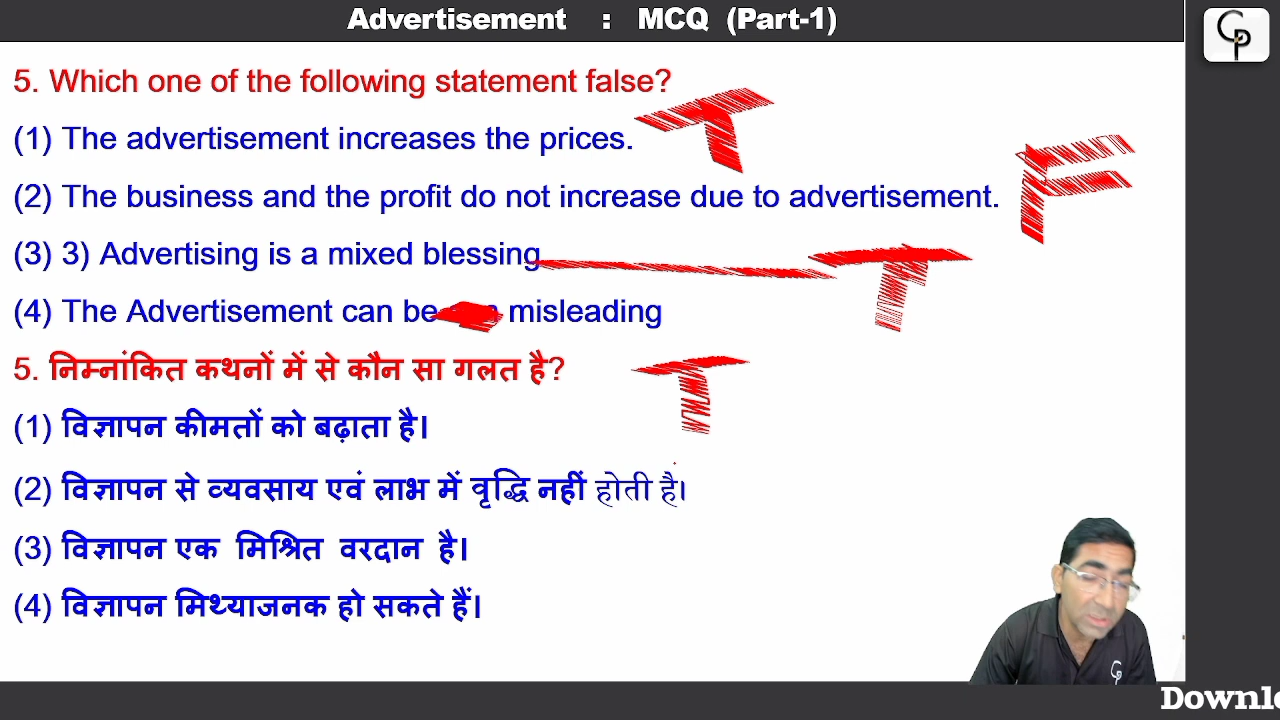 Advertisement : MCQ (Part-1)
5. Which one of the following statement false?
(1) The advertisement increases the prices.
T
(2) The business and the profit do not increase due to advertisement.
F
(3) 3) Advertising is a mixed blessing
T
(4) The Advertisement can be misleading
T
5. निम्नांकित कथनों में से कौन सा गलत है?
(1) विज्ञापन कीमतों को बढ़ाता है।
(2) विज्ञापन से व्यवसाय एवं लाभ में वृद्धि नहीं होती है।
(3) विज्ञापन एक मिश्रित वरदान है।
(4) विज्ञापन मिथ्याजनक हो सकते हैं।